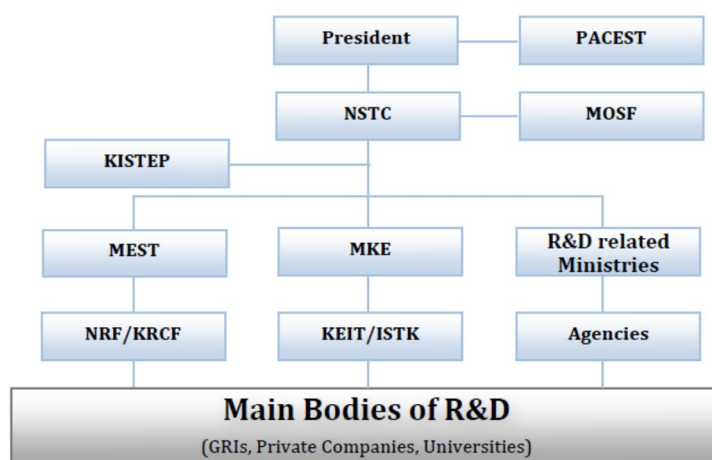 President
PACEST
NSTC
MOSF
KISTEP
MEST
MKE
R&D related
Ministries
NRF/KRCF
KEIT/ISTK
Agencies
Main Bodies of R&D
(GRIs, Private Companies, Universities)